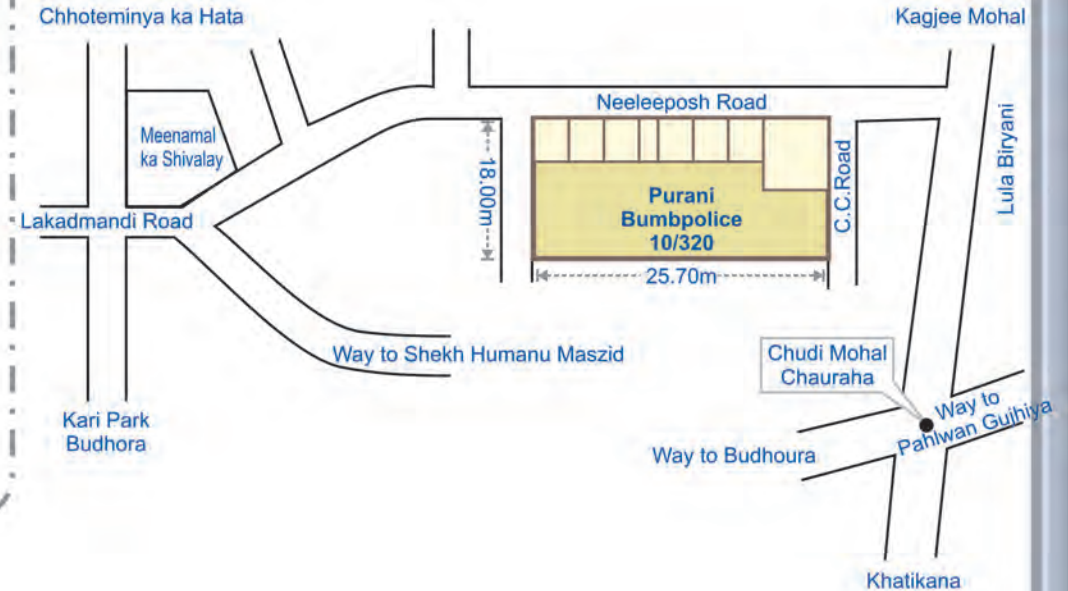 Chhoteminya ka Hata
Kagjee Mohal
Neeleeposh Road
Meenamal
ka Shivalay
18.00m
Purani
Bumbpolice
10/320
C.C.Road
Lula Biryani
Lakadmandi Road
25.70m
Way to Shekh Humanu Maszid
Chudi Mohal
Chauraha
Kari Park
Budhora
Way to
Pahlwan Guihiya
Way to Budhoura
Khatikana